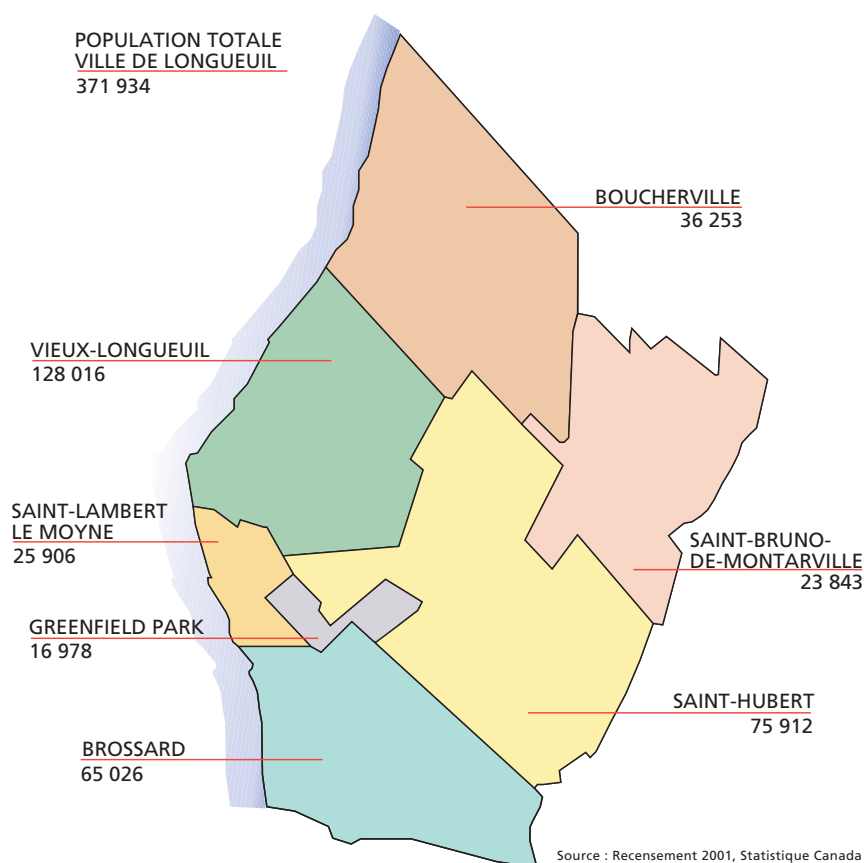 POPULATION TOTALE
VILLE DE LONGUEUIL
371 934
BOUCHERVILLE
36 253
VIEUX-LONGUEUIL
128 016
SAINT-LAMBERT
LE MOYNE
25 906
SAINT-BRUNO-
DE-MONTARVILLE
23 843
GREENFIELD PARK
16 978
SAINT-HUBERT
75 912
BROSSARD
65 026
Source : Recensement 2001, Statistique Canada